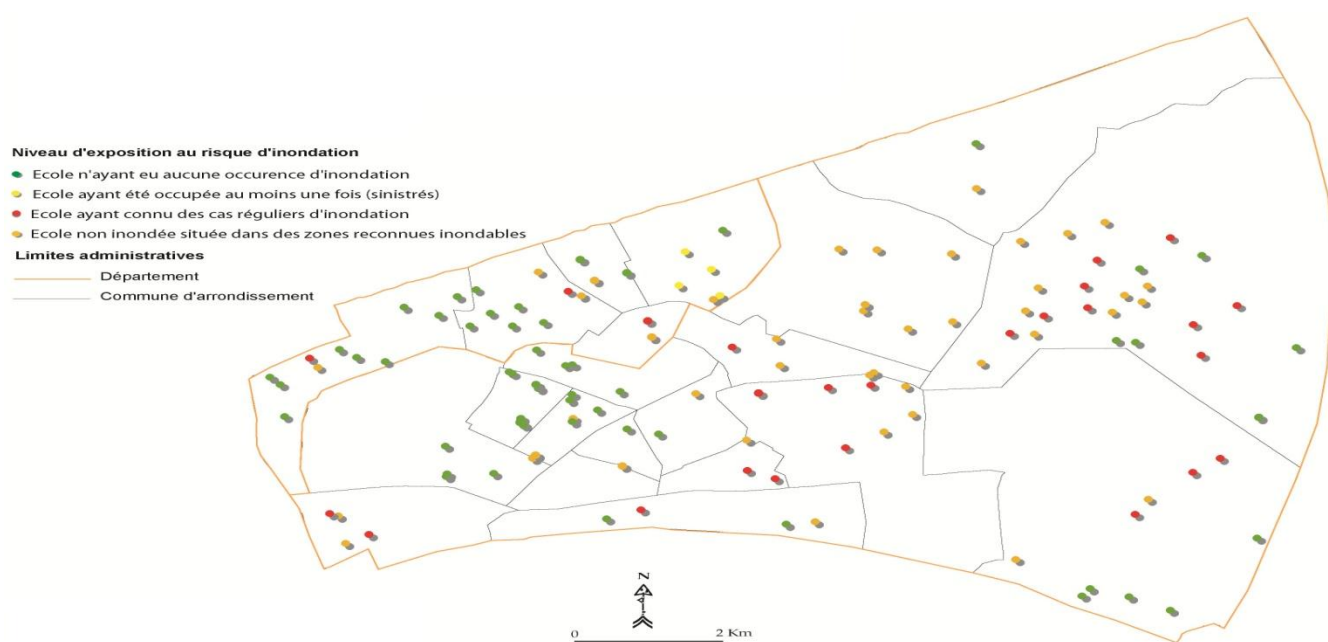 Niveau d'exposition au risque d'inondation
Ecole n'ayant eu aucune occurence d'inondation
Ecole ayant été occupée au moins une fois (sinistrés)
Ecole ayant connu des cas réguliers d'inondation
Ecole non inondée située dans des zones reconnues inondables
Limites administratives
Département
Commune d'arrondissement
N
0 2 Km